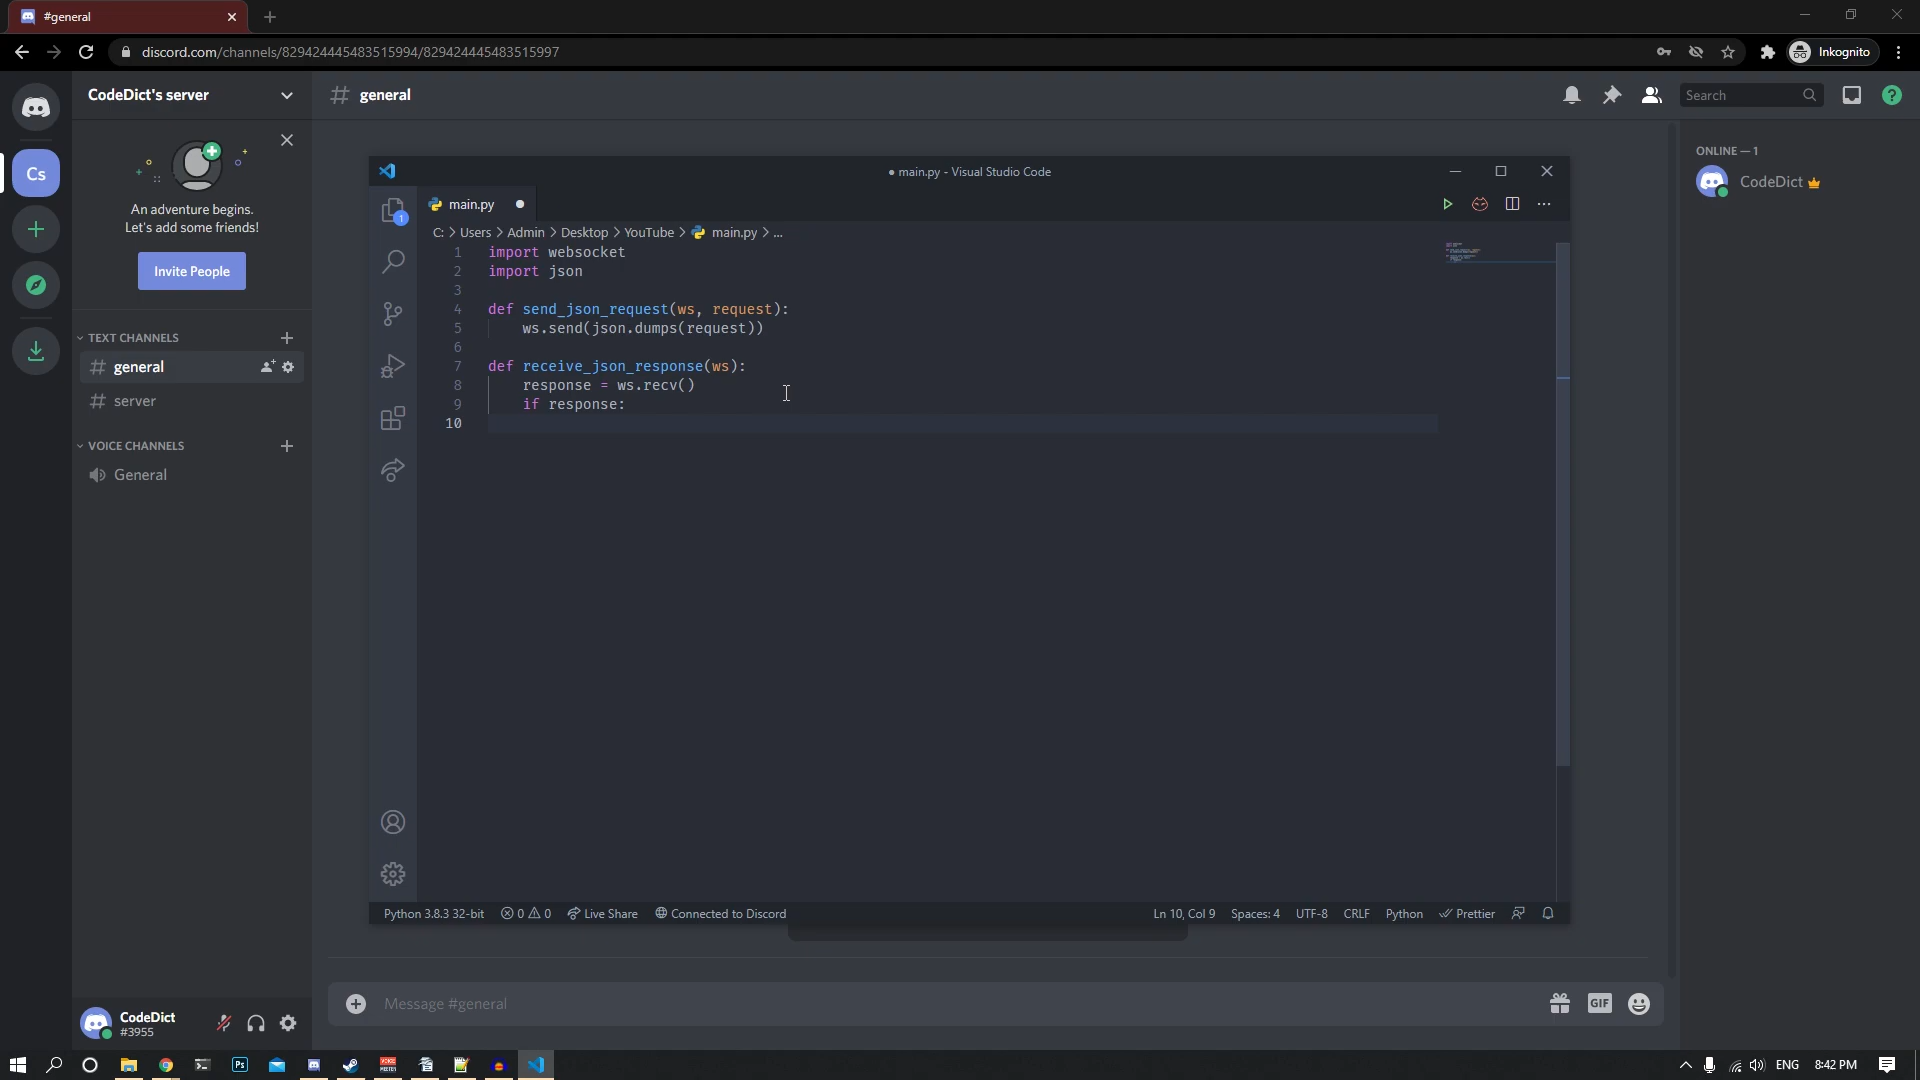 #general
discord.com/channels/829424445483515994/829424445483515997
Inkognito
CodeDict's server
general
Search
Cs
An adventure begins.
Let's add some friends!
Invite People
TEXT CHANNELS
general
server
VOICE CHANNELS
General
ONLINE — 1
CodeDict
● main.py - Visual Studio Code
1
main.py ●
C: > Users > Admin > Desktop > YouTube > main.py > ...
1 import websocket
2 import json
3
4 def send_json_request(ws, request):
5 ws.send(json.dumps(request))
6
7 def receive_json_response(ws):
8 response = ws.recv()
9 if response:
10
Python 3.8.3 32-bit 0 0 Live Share Connected to Discord Ln 10, Col 9 Spaces: 4 UTF-8 CRLF Python Prettier
Message #general
GIF
CodeDict
#3955
Ps
ENG 8:42 PM